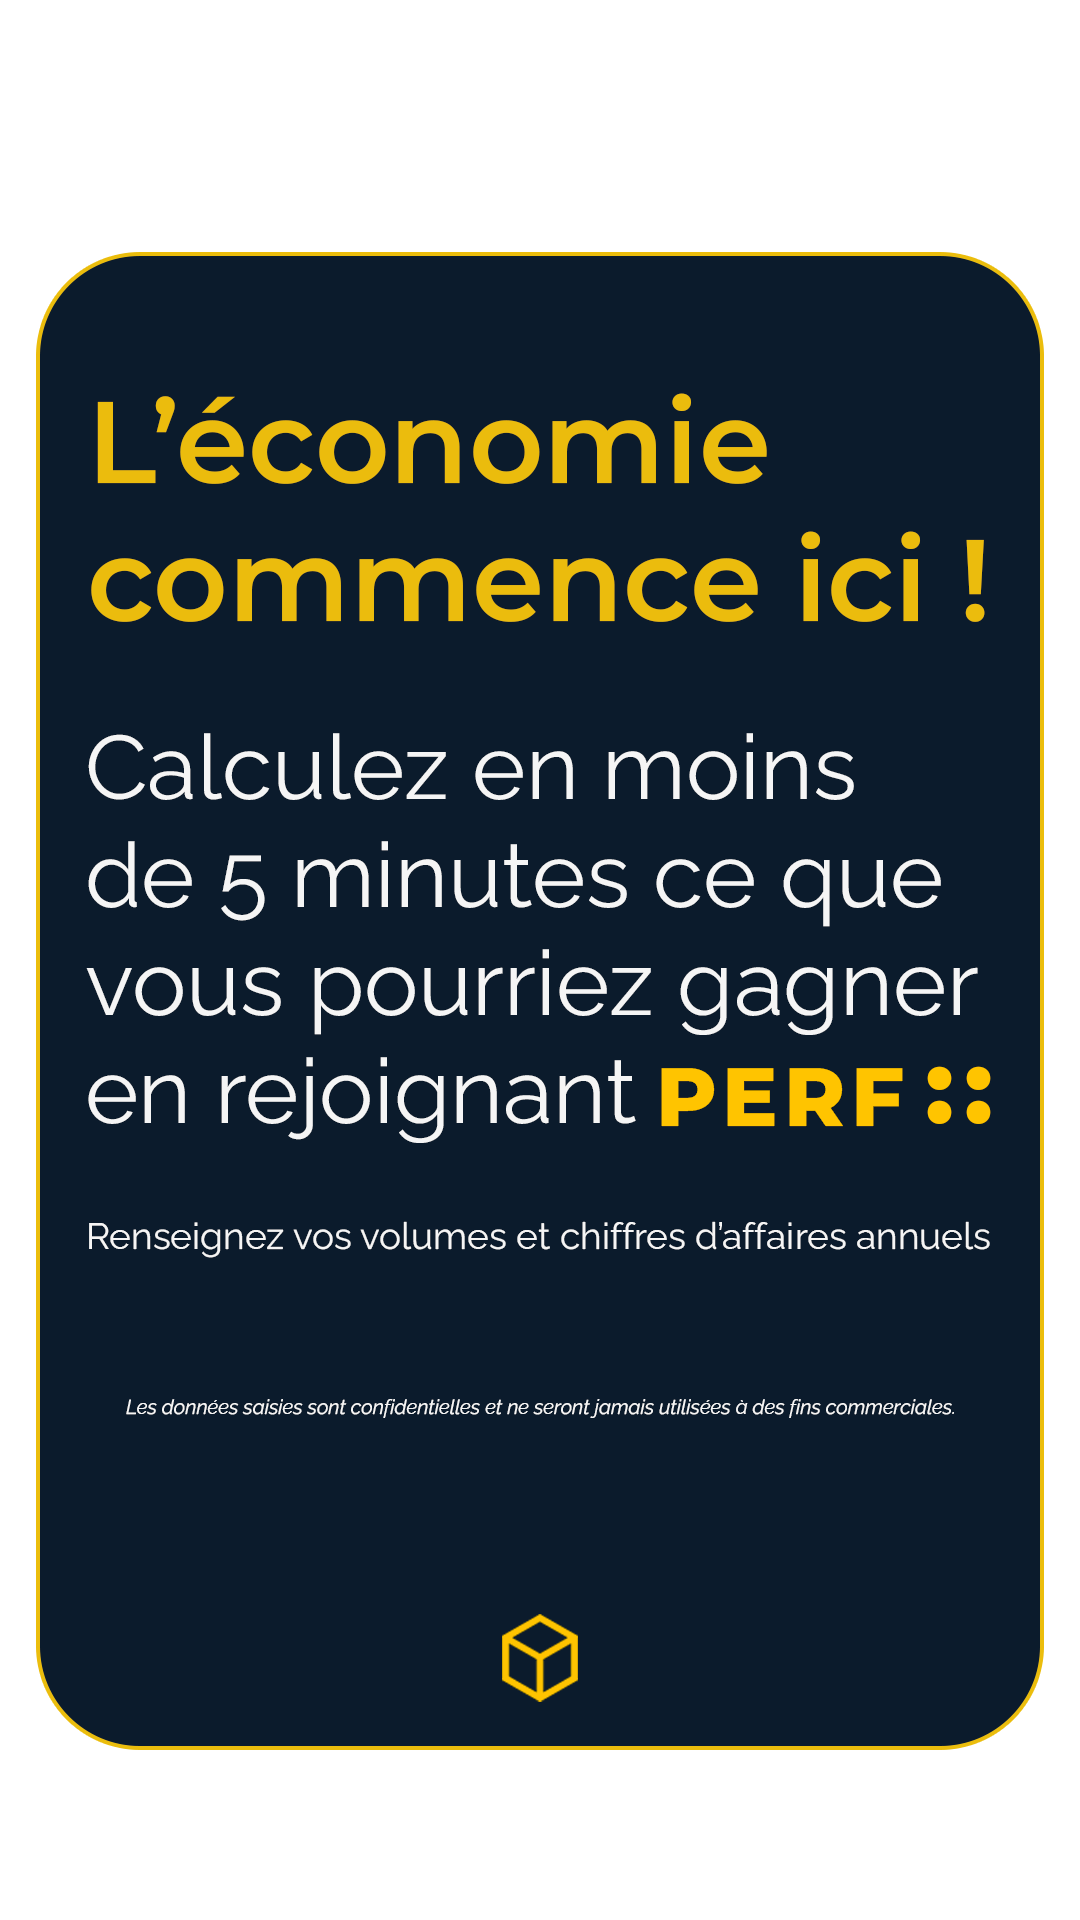 L’économie
commence ici !
Calculez en moins
de 5 minutes ce que
vous pourriez gagner
en rejoignant PERF
Renseignez vos volumes et chiffres d’affaires annuels
Les données saisies sont confidentielles et ne seront jamais utilisées à des fins commerciales.